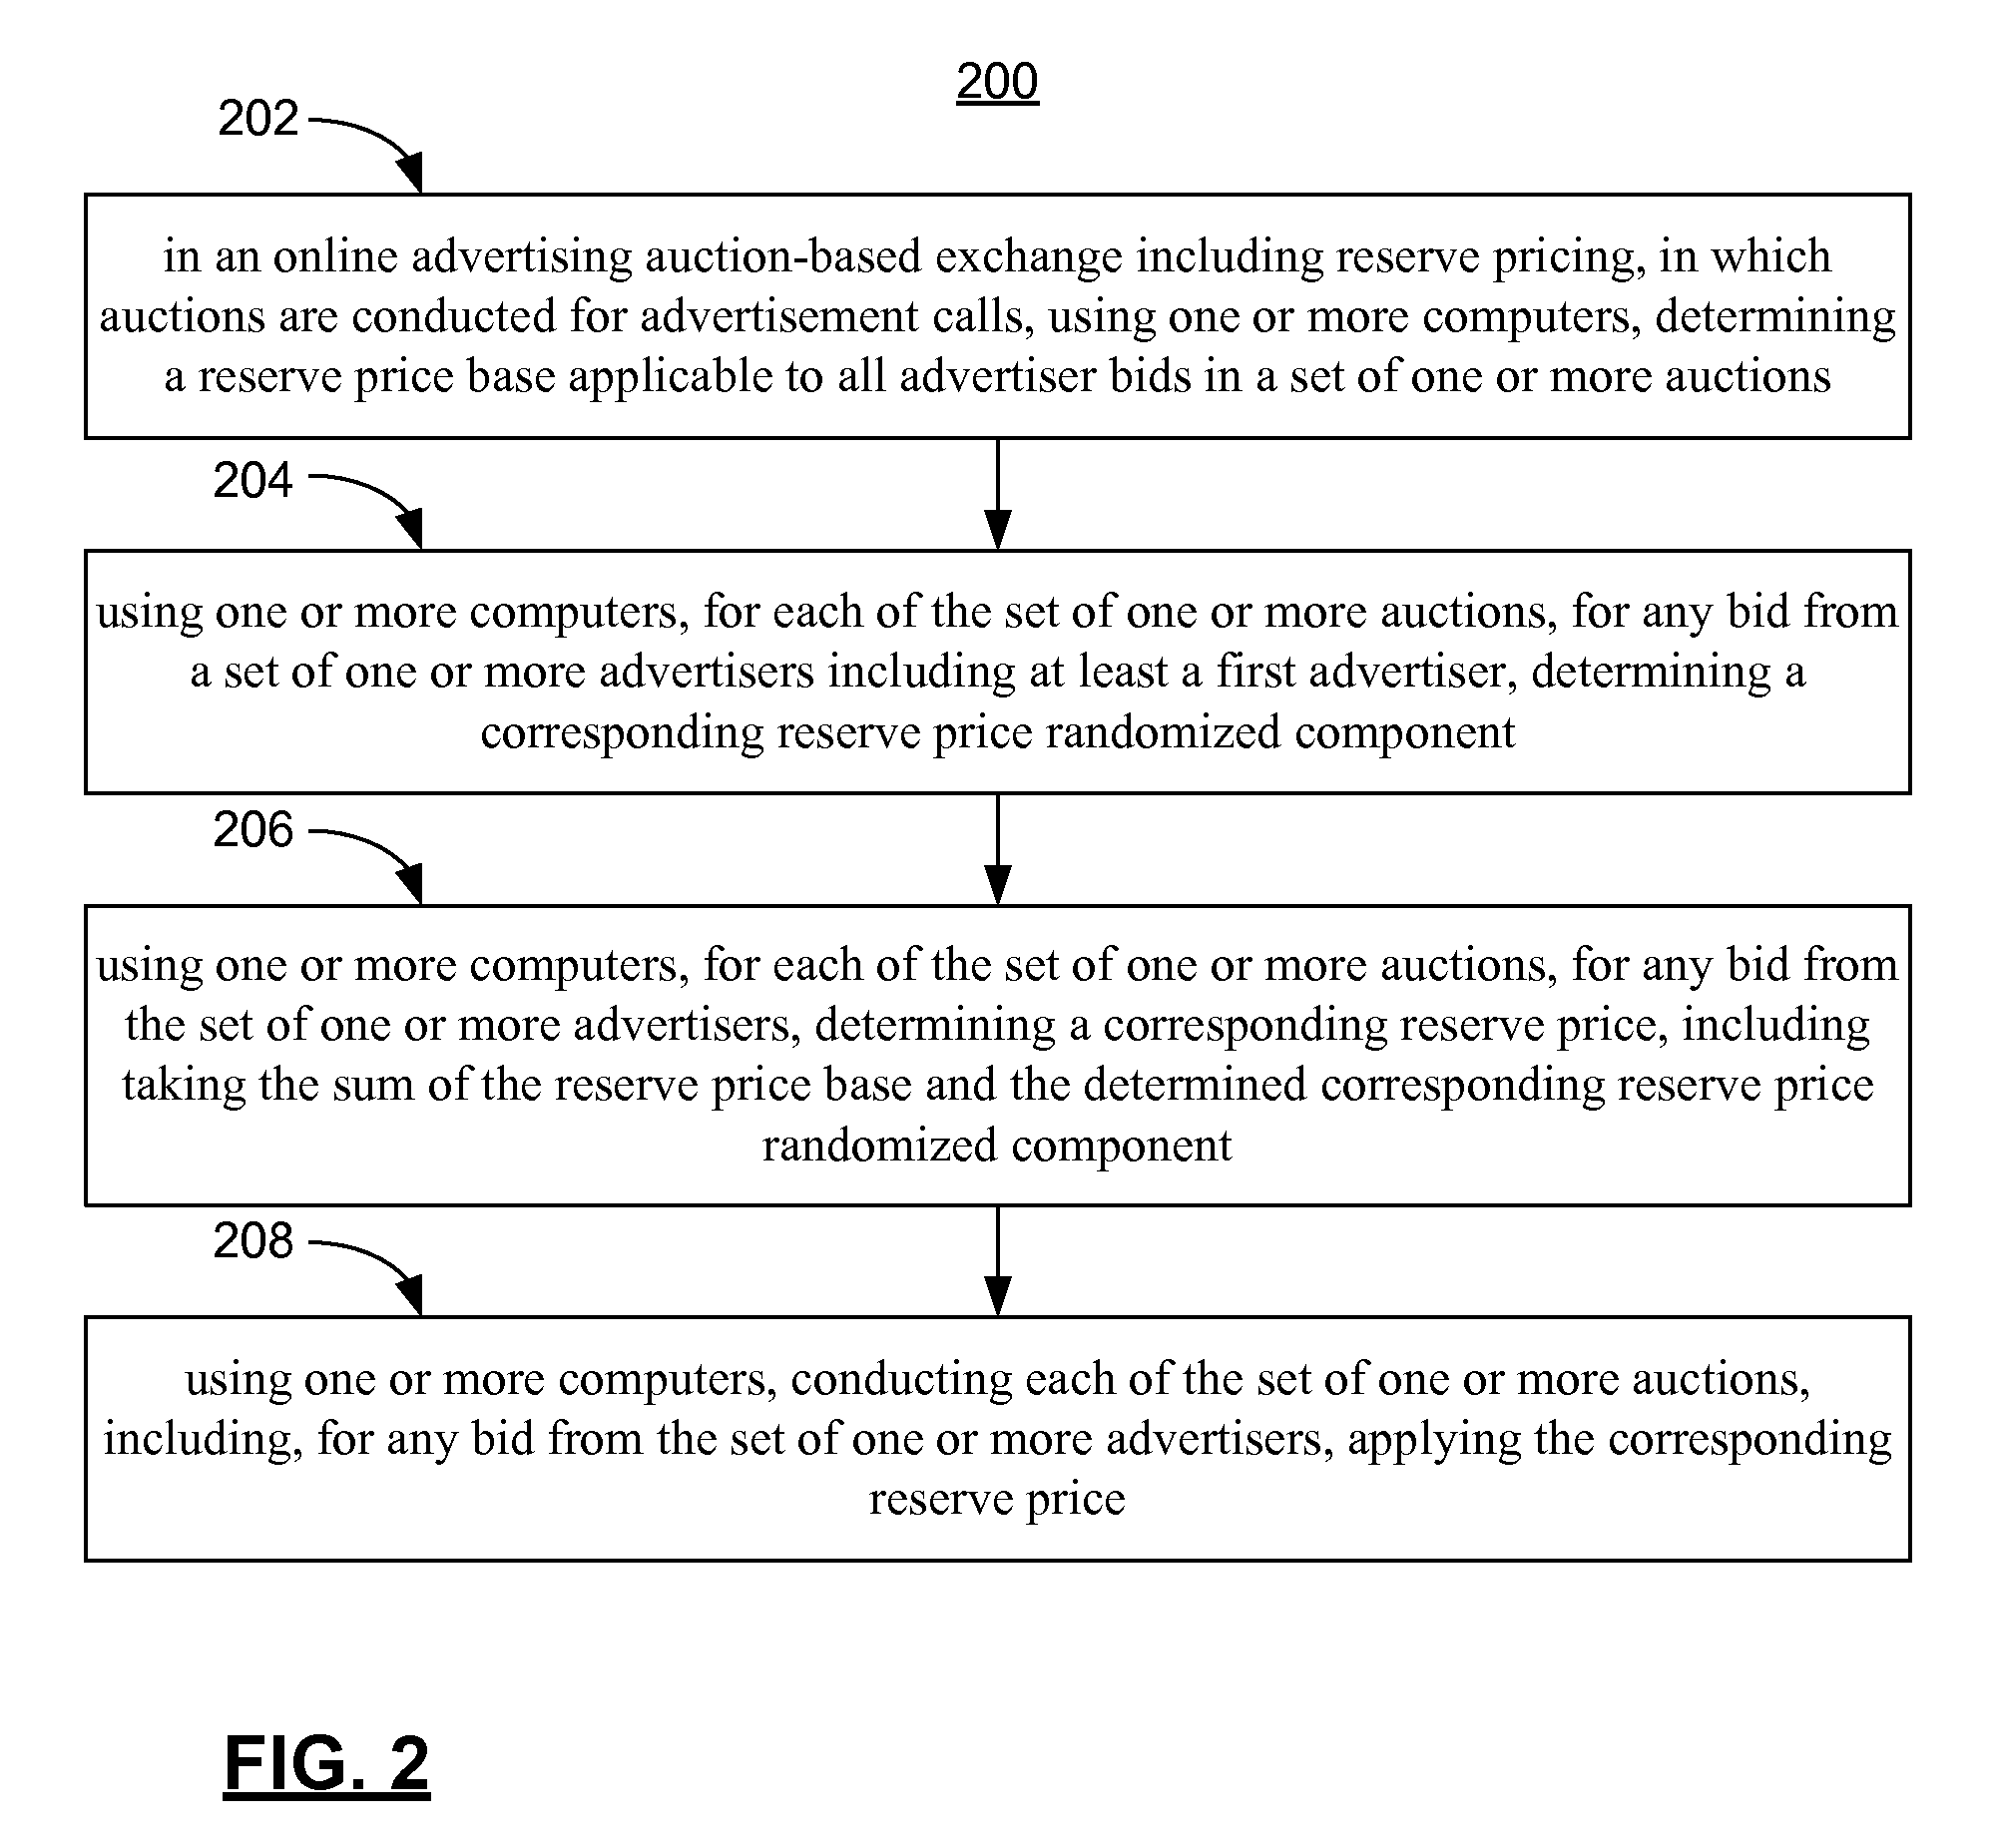 200
202
in an online advertising auction-based exchange including reserve pricing, in which
auctions are conducted for advertisement calls, using one or more computers, determining
a reserve price base applicable to all advertiser bids in a set of one or more auctions
204
using one or more computers, for each of the set of one or more auctions, for any bid from
a set of one or more advertisers including at least a first advertiser, determining a
corresponding reserve price randomized component
206
using one or more computers, for each of the set of one or more auctions, for any bid from
the set of one or more advertisers, determining a corresponding reserve price, including
taking the sum of the reserve price base and the determined corresponding reserve price
randomized component
208
using one or more computers, conducting each of the set of one or more auctions,
including, for any bid from the set of one or more advertisers, applying the corresponding
reserve price
FIG. 2